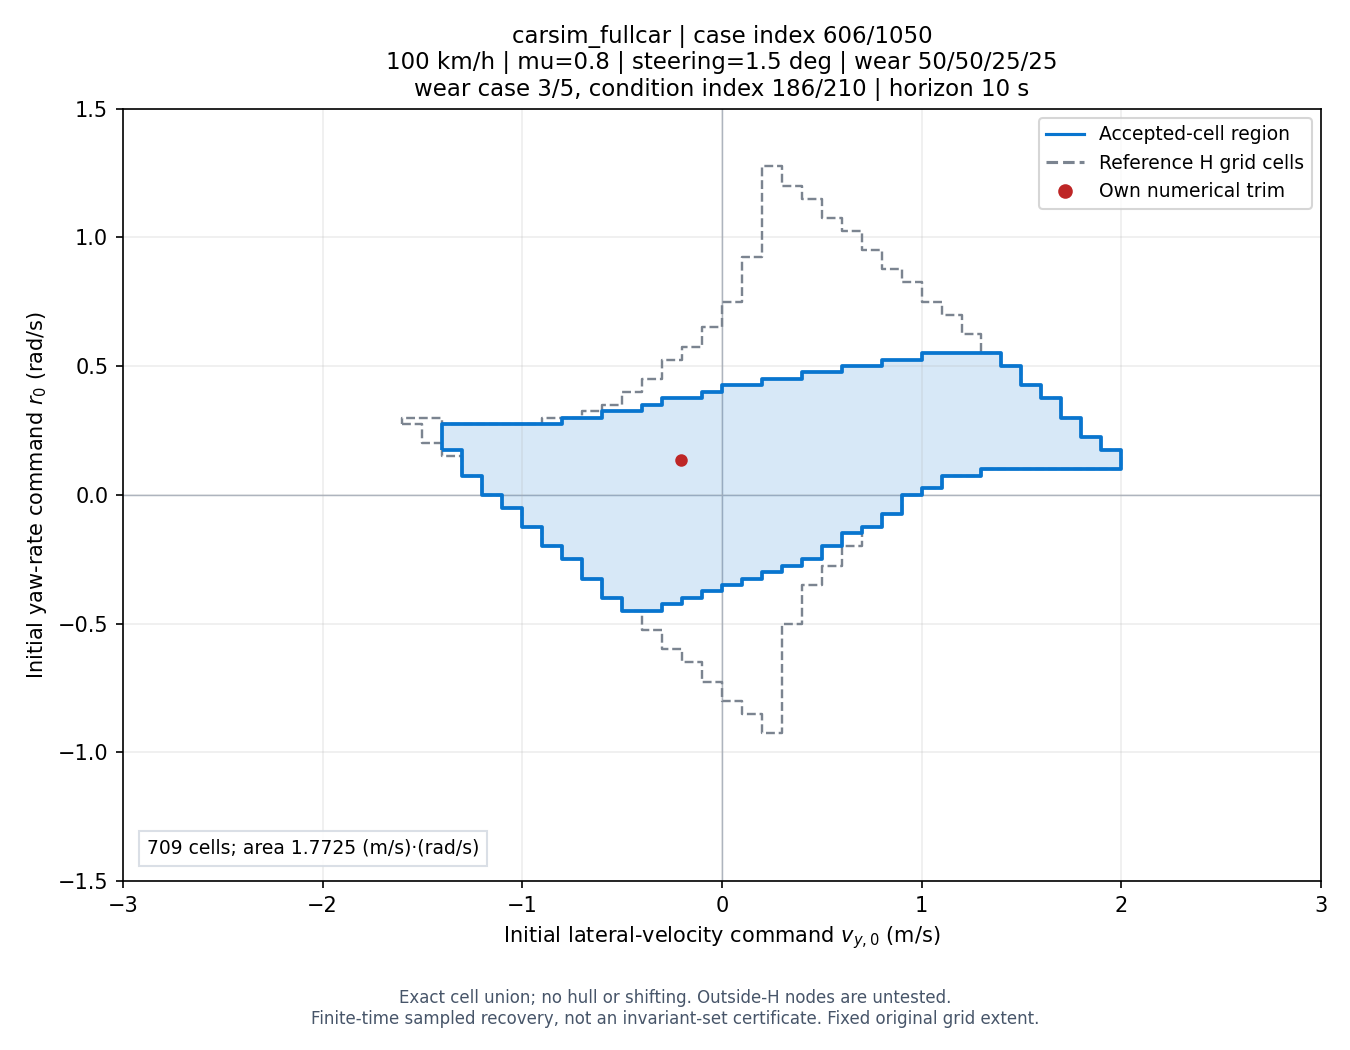 carsim_fullcar | case index 606/1050
100 km/h | mu=0.8 | steering=1.5 deg | wear 50/50/25/25
wear case 3/5, condition index 186/210 | horizon 10 s
Accepted-cell region
Reference H grid cells
Own numerical trim
1.5
1.0
0.5
0.0
−0.5
−1.0
−1.5
Initial yaw-rate command r₀ (rad/s)
709 cells; area 1.7725 (m/s)·(rad/s)
−3
−2
−1
0
1
2
3
Initial lateral-velocity command v_{y,0} (m/s)
Exact cell union; no hull or shifting. Outside-H nodes are untested.
Finite-time sampled recovery, not an invariant-set certificate. Fixed original grid extent.